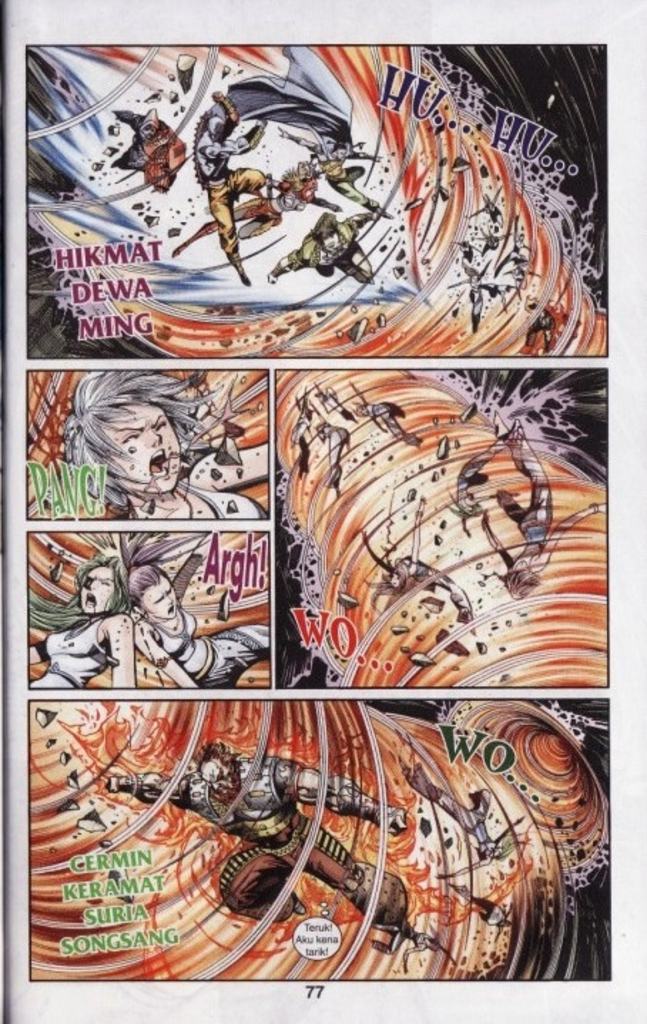 HU... HU...
HIKMAT
DEWA
MING
PANG!
Argh!
WO...
WO...
CERMIN
KERAMAT
SURIA
SONGSANG
Teruk!
Aku kena
tarik!
77